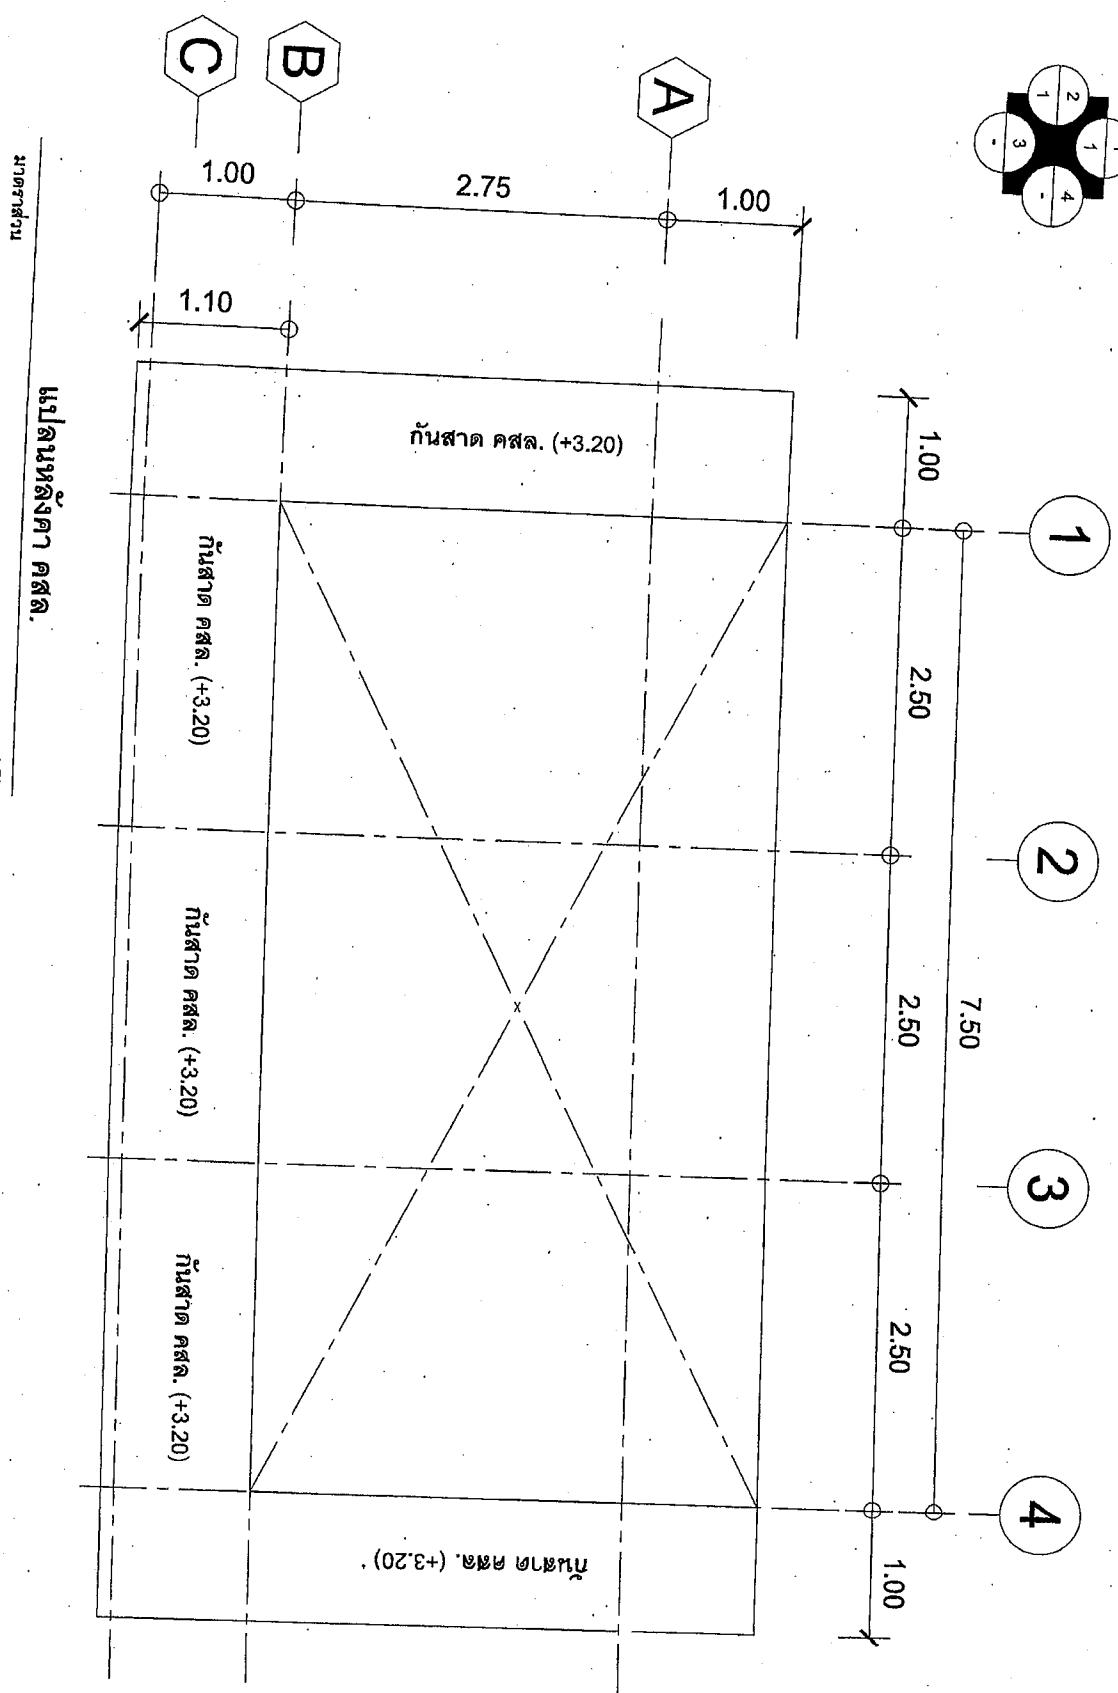 1
2
3
4
1.00
2.50
2.50
2.50
1.00
7.50
A
B
C
1.00
2.75
1.00
1.10
กันสาด คสล. (+3.20)
กันสาด คสล. (+3.20)
กันสาด คสล. (+3.20)
กันสาด คสล. (+3.20)
กันสาด คสล. (+3.20)
แปลนหลังคา คสล.
มาตราส่วน
2
1
1
3
-
4
-